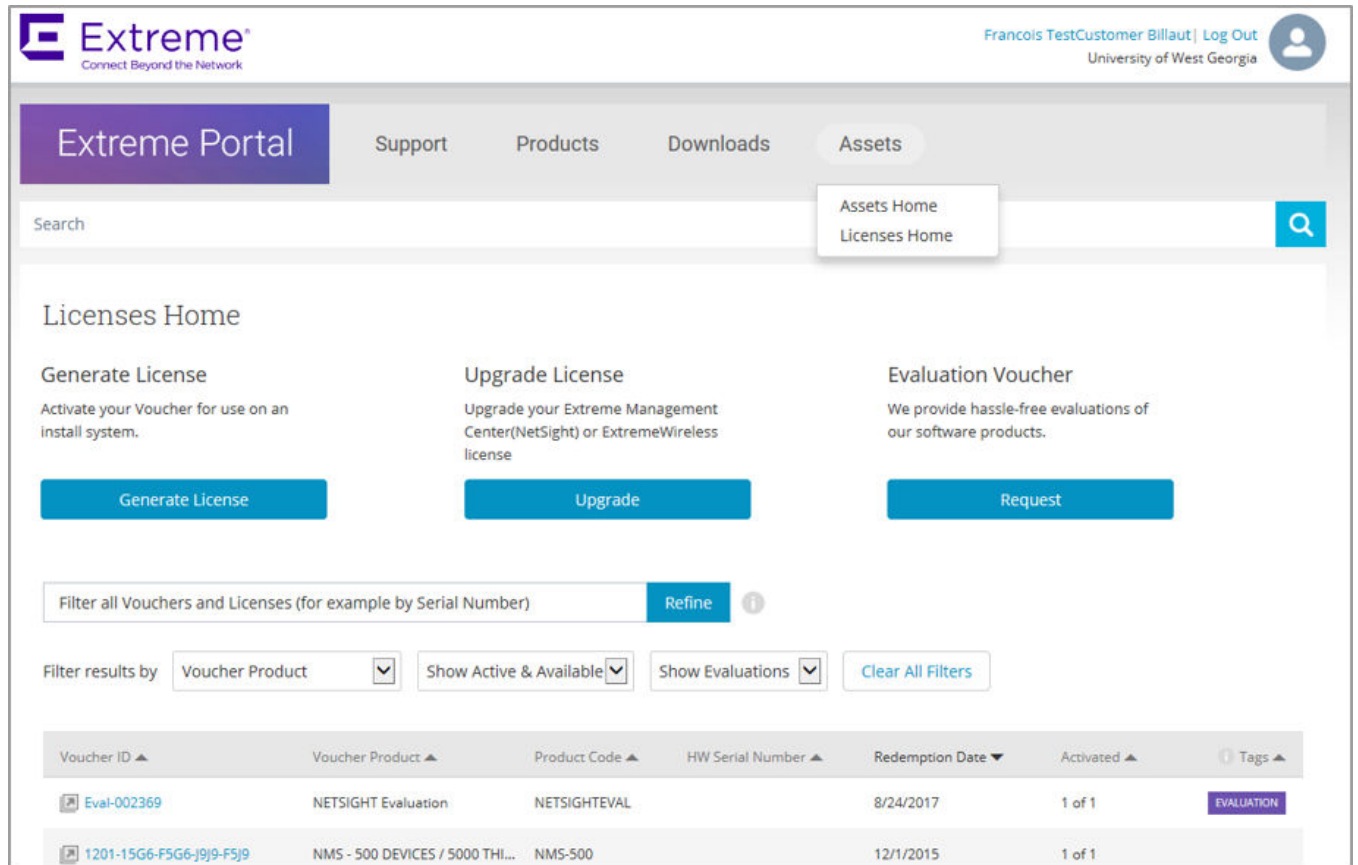 Extreme®
Connect Beyond the Network
Francois TestCustomer Billaut| Log Out
University of West Georgia
Extreme Portal
Support
Products
Downloads
Assets
Assets Home
Licenses Home
Search
Licenses Home
Generate License
Activate your Voucher for use on an
install system.
Generate License
Upgrade License
Upgrade your Extreme Management
Center(NetSight) or ExtremeWireless
license
Upgrade
Evaluation Voucher
We provide hassle-free evaluations of
our software products.
Request
Filter all Vouchers and Licenses (for example by Serial Number)
Refine
Filter results by
Voucher Product
Show Active & Available
Show Evaluations
Clear All Filters
Voucher ID Voucher Product Product Code HW Serial Number Redemption Date Activated Tags
Eval-002369 NETSIGHT Evaluation NETSIGHTEVAL 8/24/2017 1 of 1 EVALUATION
1201-15G6-F5G6-J9J9-F5J9 NMS - 500 DEVICES / 5000 THI... NMS-500 12/1/2015 1 of 1